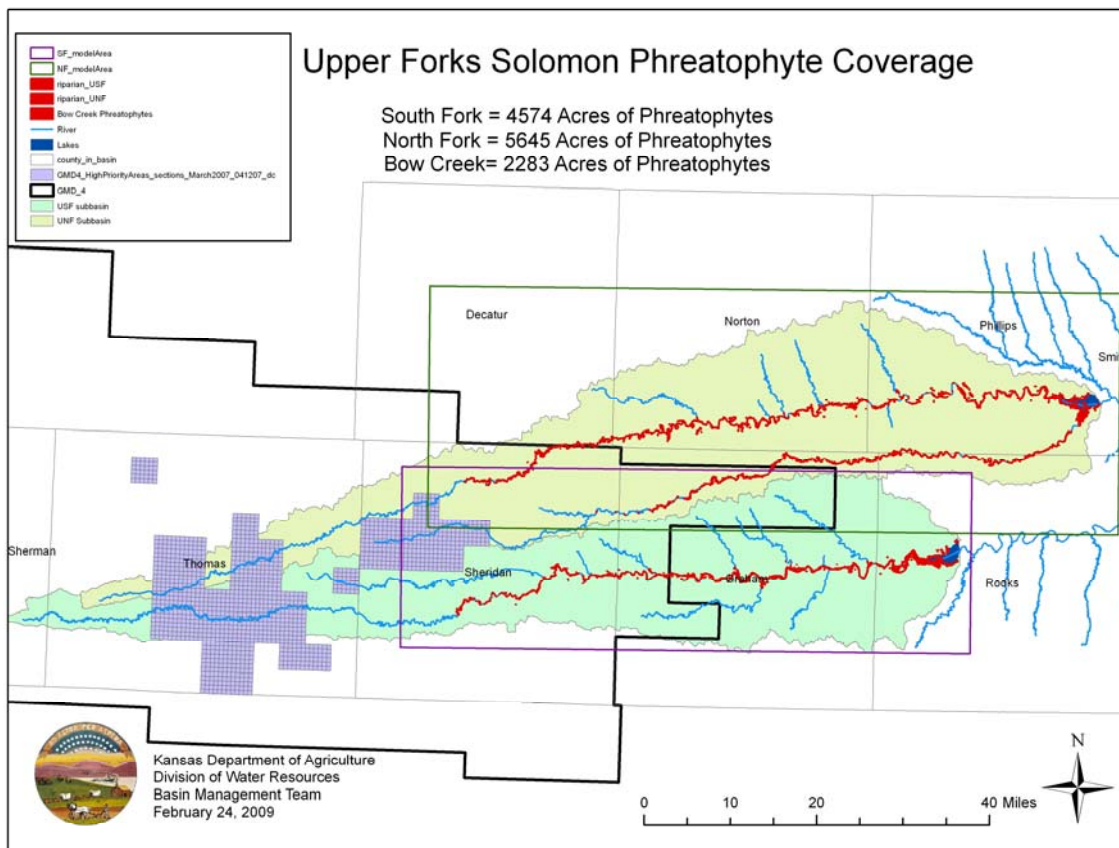 SF_modelArea
NF_modelArea
riparian_USF
riparian_UNF
Bow Creek Phreatophytes
River
Lakes
county_in_basin
GMD4_HighPriorityAreas_sections_March2007_041207_dc
GMD_4
USF subbasin
UNF Subbasin
Upper Forks Solomon Phreatophyte Coverage
South Fork = 4574 Acres of Phreatophytes
North Fork = 5645 Acres of Phreatophytes
Bow Creek= 2283 Acres of Phreatophytes
Decatur
Norton
Phillips
Smi
Sherman
Thomas
Sheridan
Graham
Rooks
Kansas Department of Agriculture
Division of Water Resources
Basin Management Team
February 24, 2009
N
0 10 20 40 Miles